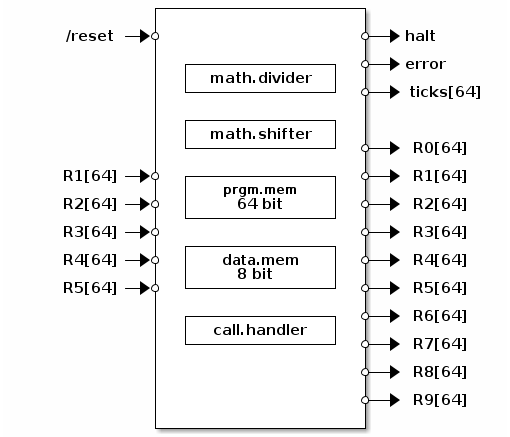 /reset
halt
error
math.divider
ticks[64]
math.shifter
R0[64]
R1[64]
prgm.mem
R1[64]
R2[64]
64 bit
R2[64]
R3[64]
R3[64]
R4[64]
data.mem
R4[64]
8 bit
R5[64]
R5[64]
R6[64]
call.handler
R7[64]
R8[64]
R9[64]